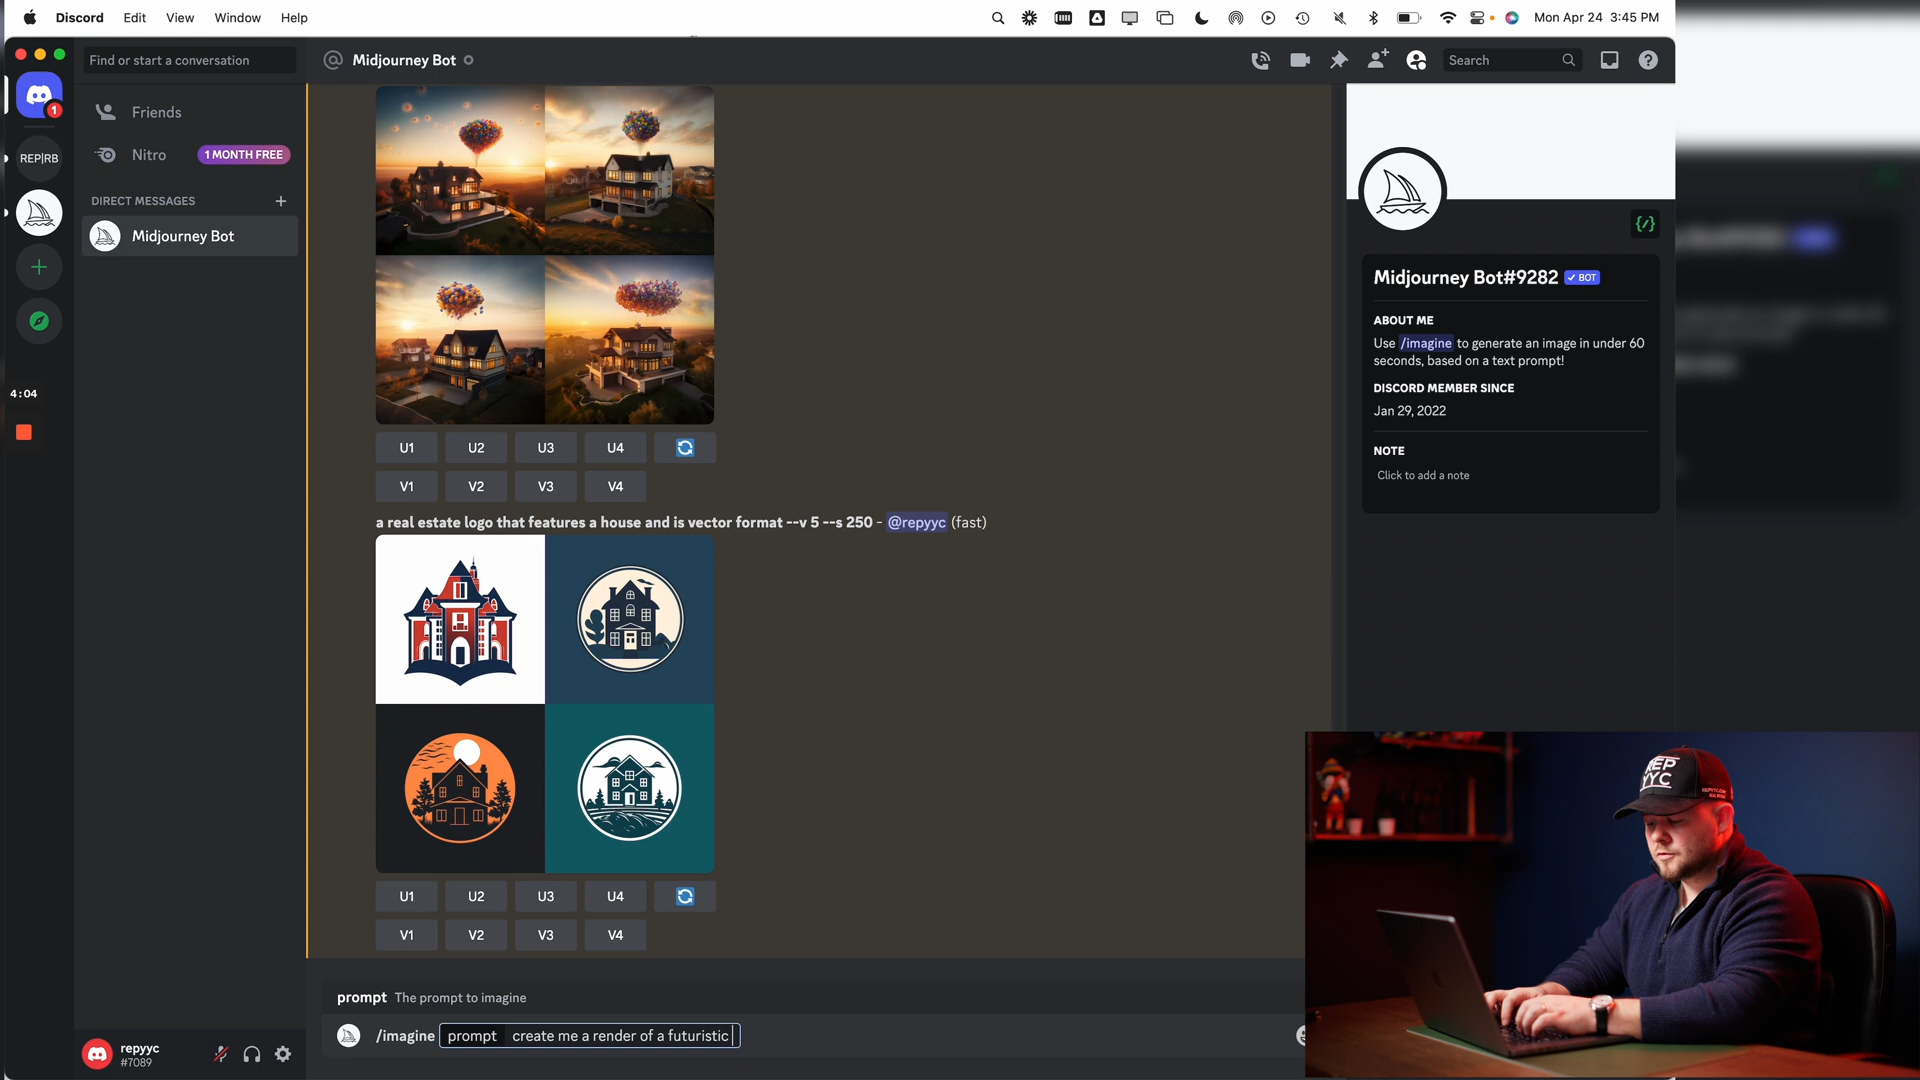 Discord Edit View Window Help
Mon Apr 24 3:45 PM
Find or start a conversation
Midjourney Bot
Search
1
Friends
REP|RB
Nitro
1 MONTH FREE
DIRECT MESSAGES
Midjourney Bot
4:04
U1 U2 U3 U4
V1 V2 V3 V4
a real estate logo that features a house and is vector format --v 5 --s 250 - @repyyc (fast)
U1 U2 U3 U4
V1 V2 V3 V4
prompt The prompt to imagine
/imagine prompt create me a render of a futuristic
repyyc
#7089
Midjourney Bot#9282
BOT
ABOUT ME
Use /imagine to generate an image in under 60
seconds, based on a text prompt!
DISCORD MEMBER SINCE
Jan 29, 2022
NOTE
Click to add a note
REP
YYC